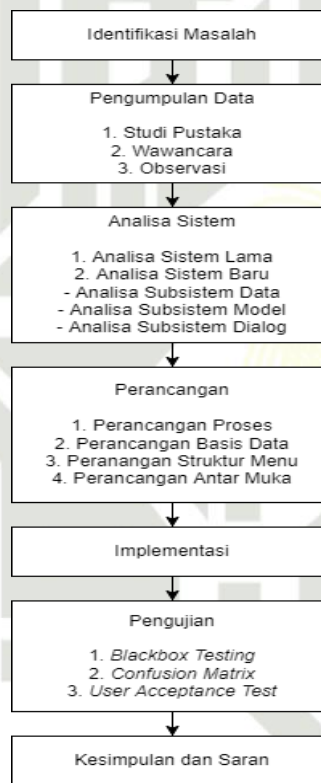 Identifikasi Masalah
Pengumpulan Data
1. Studi Pustaka
2. Wawancara
3. Observasi
Analisa Sistem
1. Analisa Sistem Lama
2. Analisa Sistem Baru
- Analisa Subsistem Data
- Analisa Subsistem Model
- Analisa Subsistem Dialog
Perancangan
1. Perancangan Proses
2. Perancangan Basis Data
3. Peranangan Struktur Menu
4. Perancangan Antar Muka
Implementasi
Pengujian
1. Blackbox Testing
2. Confusion Matrix
3. User Acceptance Test
Kesimpulan dan Saran